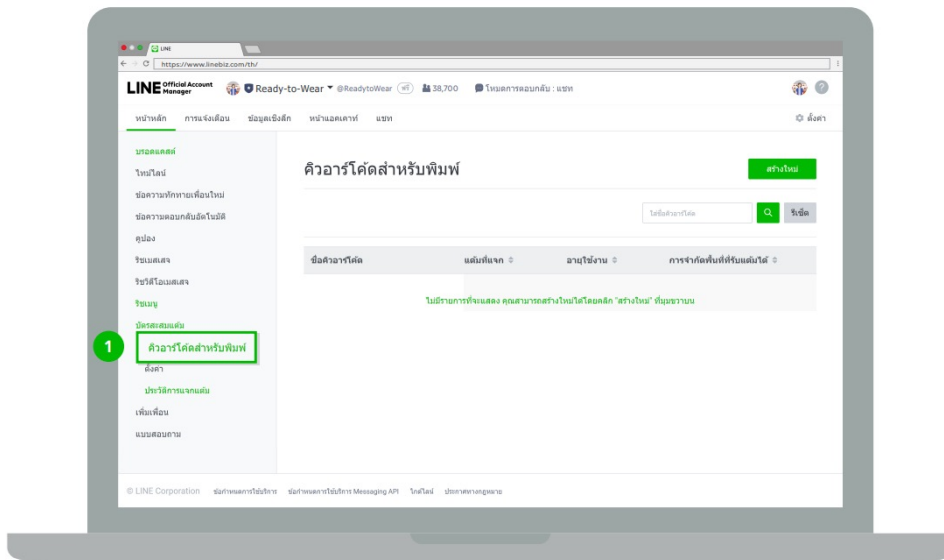 LINE
https://www.linebiz.com/th/
LINE Official Account Manager Ready-to-Wear @ReadytoWear ฟรี 38,700 โหมดการตอบกลับ : แชท
หน้าหลัก การแจ้งเตือน ข้อมูลเชิงลึก หน้าแอคเคาท์ แชท ตั้งค่า
บรอดแคสต์
ไทม์ไลน์
ข้อความทักทายเพื่อนใหม่
ข้อความตอบกลับอัตโนมัติ
คูปอง
ริชเมสเสจ
ริชวิดีโอเมสเสจ
ริชเมนู
บัตรสะสมแต้ม
1 คิวอาร์โค้ดสำหรับพิมพ์
ตั้งค่า
ประวัติการแจกแต้ม
เพิ่มเพื่อน
แบบสอบถาม
คิวอาร์โค้ดสำหรับพิมพ์ สร้างใหม่
ใส่ชื่อคิวอาร์โค้ด รีเซ็ต
ชื่อคิวอาร์โค้ด แต้มที่แจก อายุใช้งาน การจำกัดพื้นที่ที่รับแต้มได้
ไม่มีรายการที่จะแสดง คุณสามารถสร้างใหม่ได้โดยคลิก "สร้างใหม่" ที่มุมขวาบน
© LINE Corporation ข้อกำหนดการใช้บริการ ข้อกำหนดการใช้บริการ Messaging API ไกด์ไลน์ ประกาศทางกฎหมาย